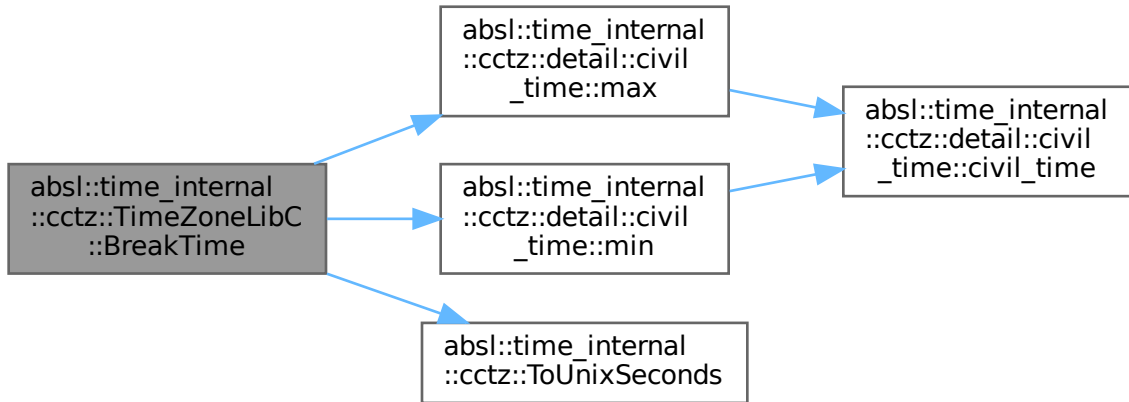 absl::time_internal
::cctz::TimeZoneLibC
::BreakTime
absl::time_internal
::cctz::detail::civil
_time::max
absl::time_internal
::cctz::detail::civil
_time::min
absl::time_internal
::cctz::ToUnixSeconds
absl::time_internal
::cctz::detail::civil
_time::civil_time